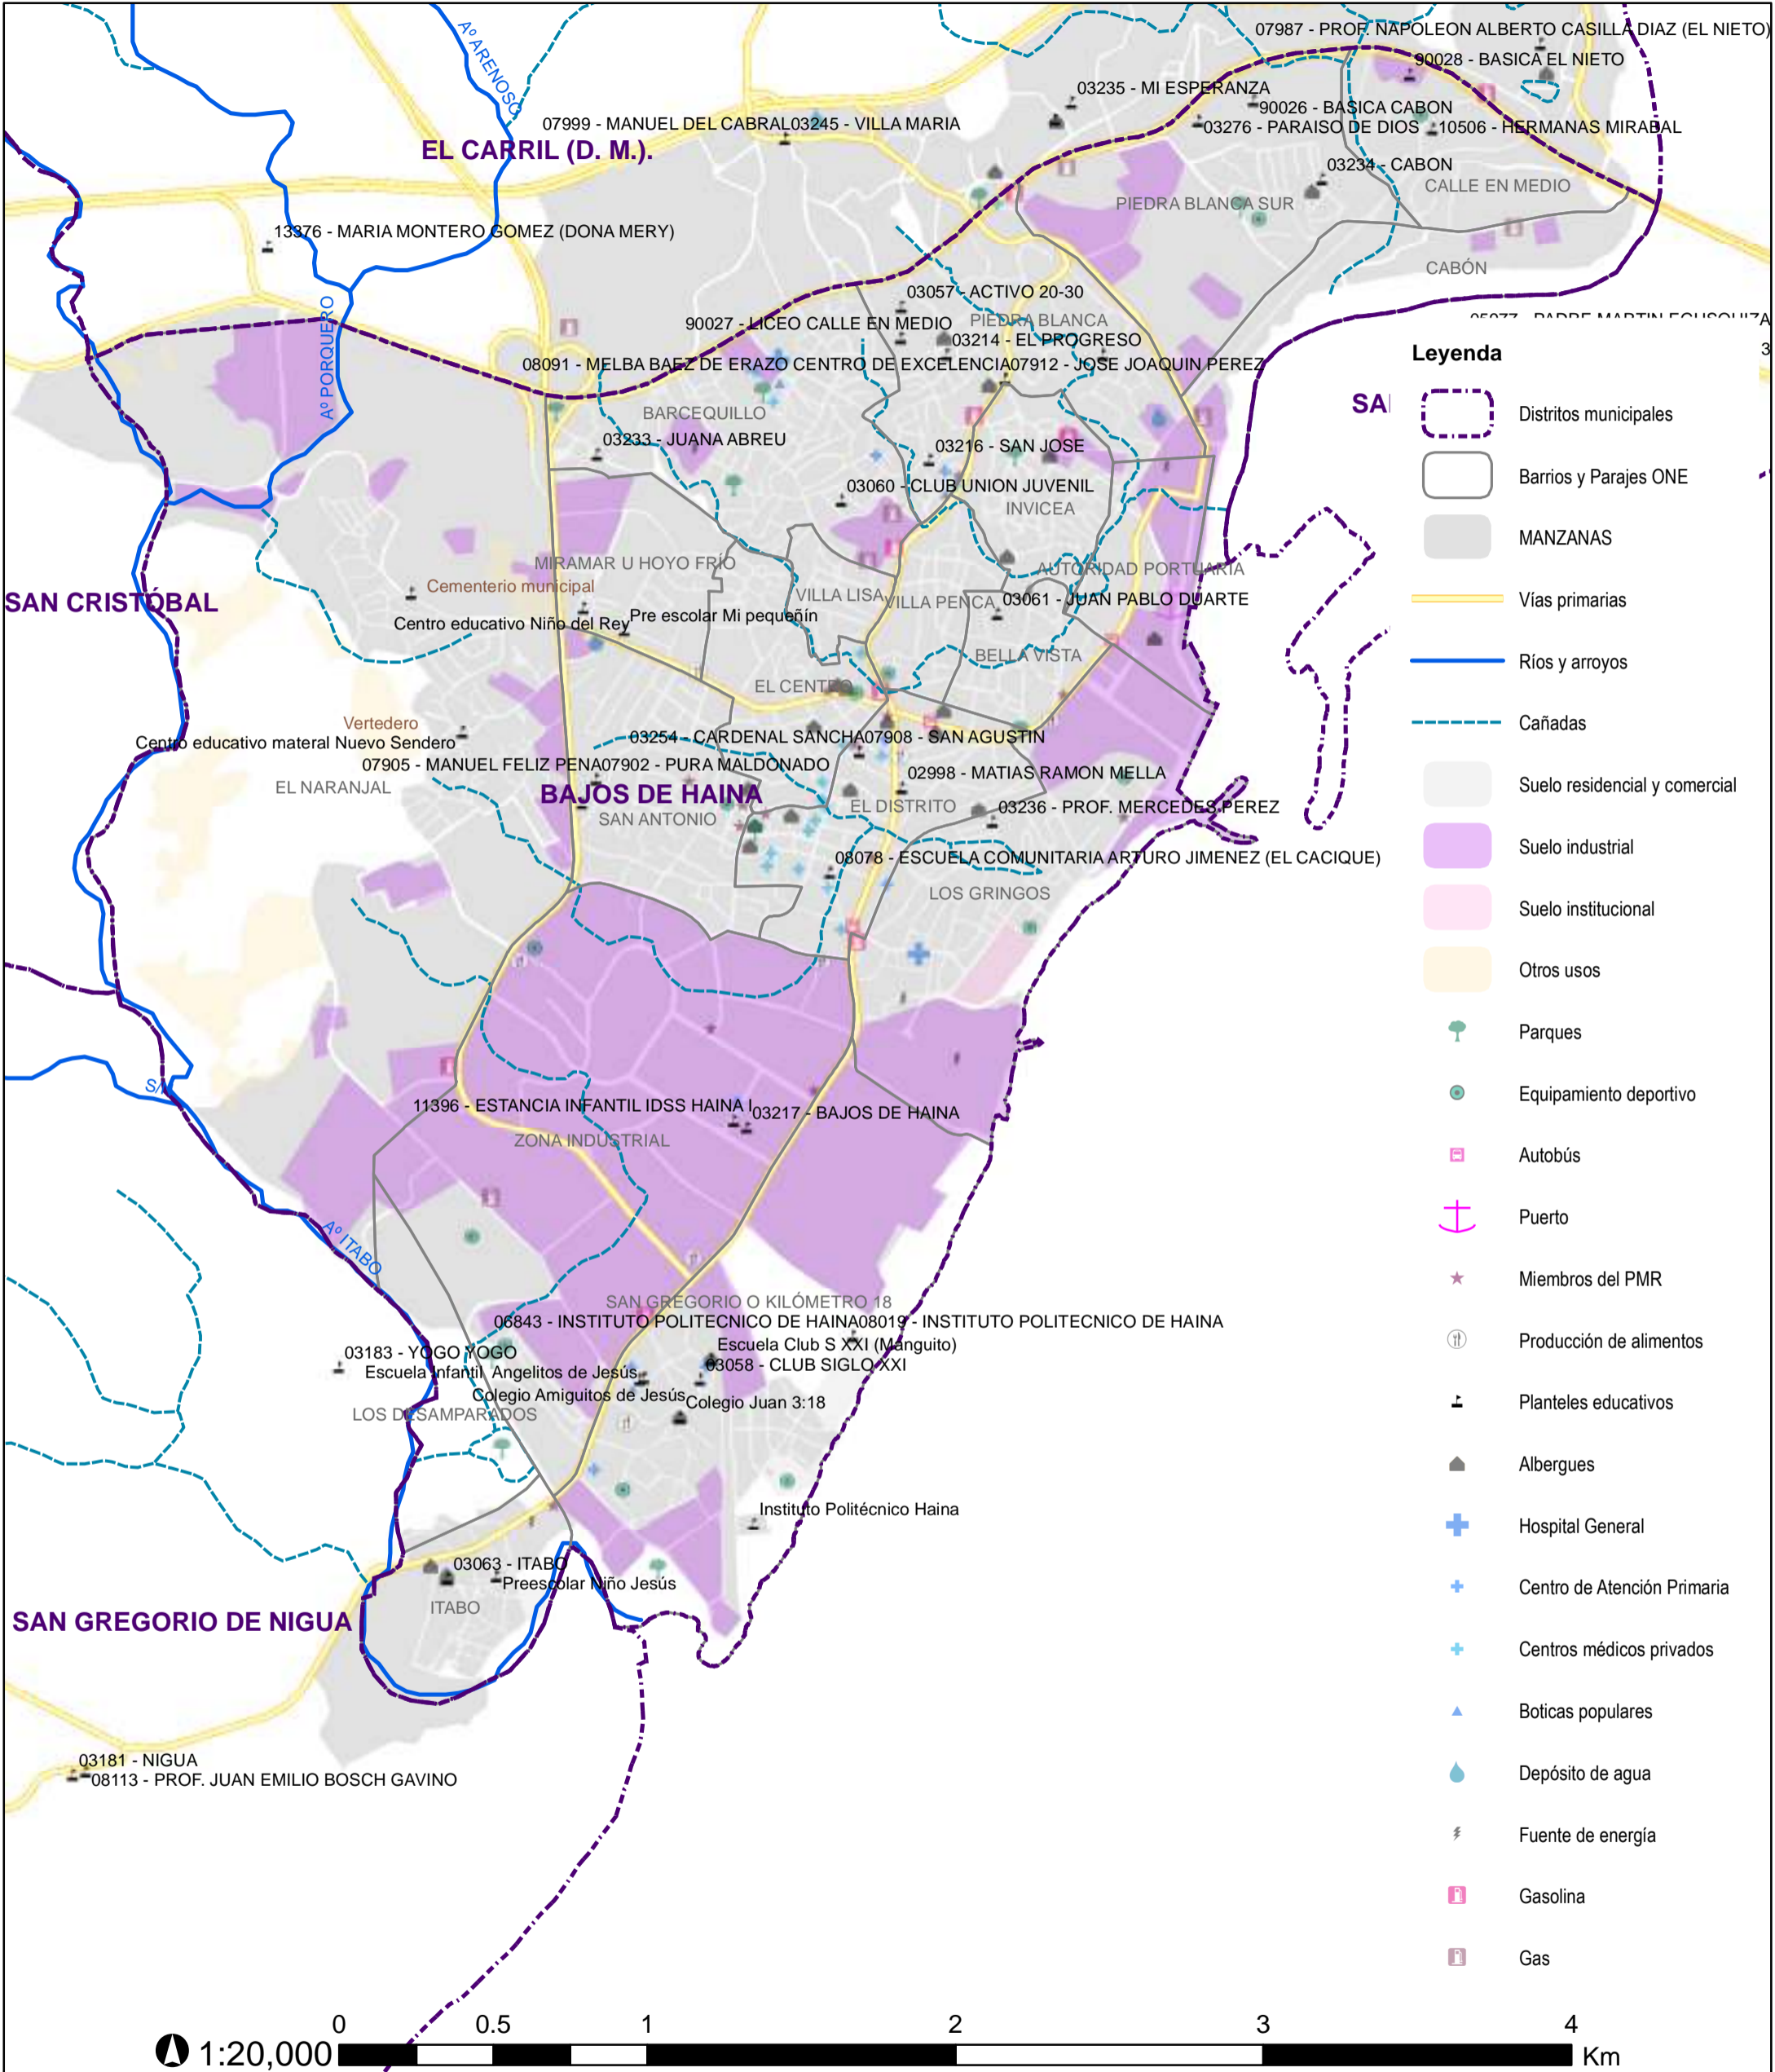 07987 - PROF. NAPOLEON ALBERTO CASILLA DIAZ (EL NIETO)
90028 - BASICA EL NIETO
Aº ARENOSO
03235 - MI ESPERANZA
90026 - BASICA CABON
07999 - MANUEL DEL CABRAL
03245 - VILLA MARIA
03276 - PARAISO DE DIOS
10506 - HERMANAS MIRABAL
EL CARRIL (D. M.).
03234 - CABON
CALLE EN MEDIO
PIEDRA BLANCA SUR
13376 - MARIA MONTERO GOMEZ (DONA MERY)
CABÓN
03057 - ACTIVO 20-30
Aº PORQUERO
90027 - LICEO CALLE EN MEDIO
PIEDRA BLANCA
03214 - EL PROGRESO
08091 - MELBA BAEZ DE ERAZO CENTRO DE EXCELENCIA
07912 - JOSE JOAQUIN PEREZ
BARCEQUILLO
03233 - JUANA ABREU
03216 - SAN JOSE
03060 - CLUB UNION JUVENIL
INVICEA
MIRAMAR U HOYO FRÍO
AUTORIDAD PORTUARIA
Cementerio municipal
SAN CRISTÓBAL
VILLA LISA
VILLA PENCA
03061 - JUAN PABLO DUARTE
Pre escolar Mi pequeñin
Centro educativo Niño del Rey
BELLA VISTA
EL CENTRO
Vertedero
03254 - CARDENAL SANCHA
07908 - SAN AGUSTIN
Centro educativo materal Nuevo Sendero
07905 - MANUEL FELIZ PENA
07902 - PURA MALDONADO
02998 - MATIAS RAMON MELLA
EL NARANJAL
BAJOS DE HAINA
EL DISTRITO
03236 - PROF. MERCEDES PEREZ
SAN ANTONIO
08078 - ESCUELA COMUNITARIA ARTURO JIMENEZ (EL CACIQUE)
LOS GRINGOS
11396 - ESTANCIA INFANTIL IDSS HAINA I
03217 - BAJOS DE HAINA
ZONA INDUSTRIAL
Aº ITABO
SAN GREGORIO O KILÓMETRO 18
06843 - INSTITUTO POLITECNICO DE HAINA
08019 - INSTITUTO POLITECNICO DE HAINA
Escuela Club S XXI (Manguito)
03183 - YOGO YOGO
03058 - CLUB SIGLO XXI
Escuela Infantil Angelitos de Jesús
Colegio Amiguitos de Jesús
Colegio Juan 3:18
LOS DESAMPARADOS
Instituto Politécnico Haina
03063 - ITABO
Preescolar Niño Jesús
ITABO
SAN GREGORIO DE NIGUA
03181 - NIGUA
08113 - PROF. JUAN EMILIO BOSCH GAVINO
Leyenda
Distritos municipales
Barrios y Parajes ONE
MANZANAS
Vías primarias
Ríos y arroyos
Cañadas
Suelo residencial y comercial
Suelo industrial
Suelo institucional
Otros usos
Parques
Equipamiento deportivo
Autobús
Puerto
Miembros del PMR
Producción de alimentos
Planteles educativos
Albergues
Hospital General
Centro de Atención Primaria
Centros médicos privados
Boticas populares
Depósito de agua
Fuente de energía
Gasolina
Gas
0 0.5 1 2 3 4
1:20,000
Km